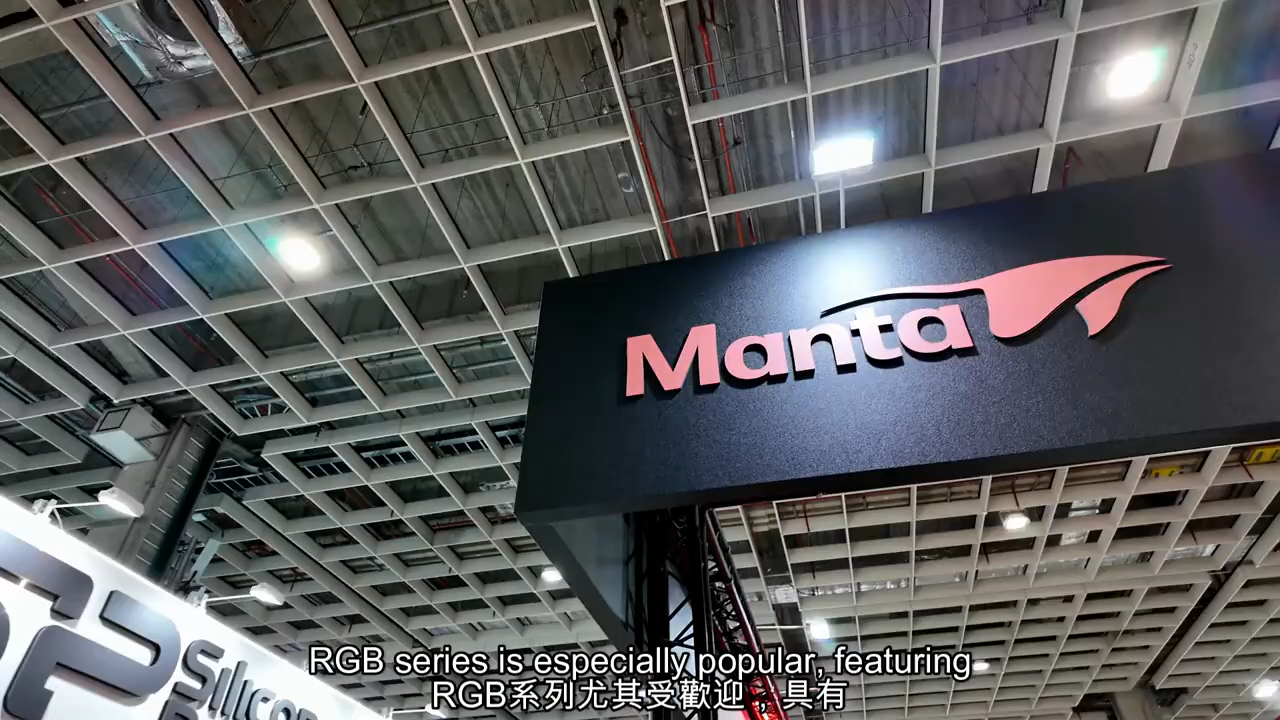 Manta
Silicon
RGB series is especially popular, featuring
RGB系列尤其受歡迎，具有